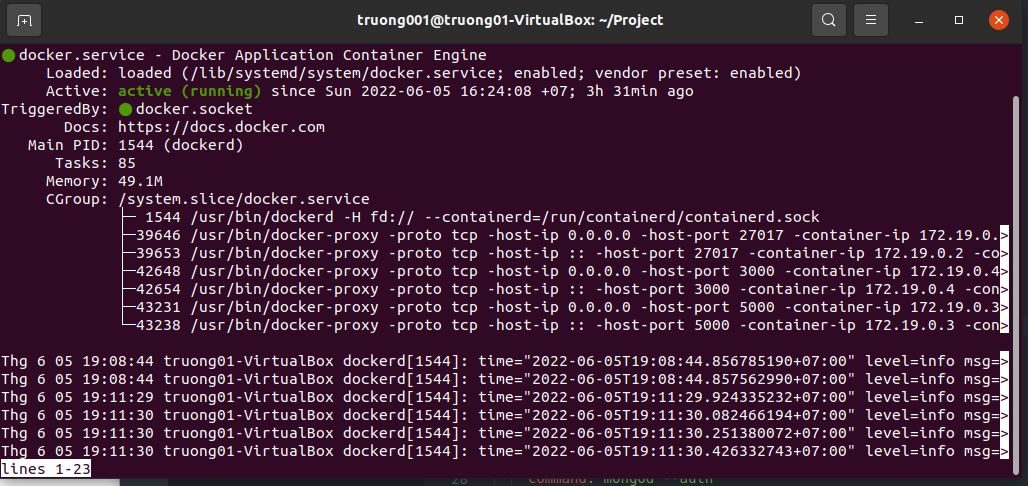 truong001@truong01-VirtualBox: ~/Project
docker.service - Docker Application Container Engine
Loaded: loaded (/lib/systemd/system/docker.service; enabled; vendor preset: enabled)
Active: active (running) since Sun 2022-06-05 16:24:08 +07; 3h 31min ago
TriggeredBy: docker.socket
Docs: https://docs.docker.com
Main PID: 1544 (dockerd)
Tasks: 85
Memory: 49.1M
CGroup: /system.slice/docker.service
├─ 1544 /usr/bin/dockerd -H fd:// --containerd=/run/containerd/containerd.sock
├─39646 /usr/bin/docker-proxy -proto tcp -host-ip 0.0.0.0 -host-port 27017 -container-ip 172.19.0.>
├─39653 /usr/bin/docker-proxy -proto tcp -host-ip :: -host-port 27017 -container-ip 172.19.0.2 -co>
├─42648 /usr/bin/docker-proxy -proto tcp -host-ip 0.0.0.0 -host-port 3000 -container-ip 172.19.0.4>
├─42654 /usr/bin/docker-proxy -proto tcp -host-ip :: -host-port 3000 -container-ip 172.19.0.4 -con>
├─43231 /usr/bin/docker-proxy -proto tcp -host-ip 0.0.0.0 -host-port 5000 -container-ip 172.19.0.3>
└─43238 /usr/bin/docker-proxy -proto tcp -host-ip :: -host-port 5000 -container-ip 172.19.0.3 -con>
Thg 6 05 19:08:44 truong01-VirtualBox dockerd[1544]: time="2022-06-05T19:08:44.856785190+07:00" level=info msg=>
Thg 6 05 19:08:44 truong01-VirtualBox dockerd[1544]: time="2022-06-05T19:08:44.857562990+07:00" level=info msg=>
Thg 6 05 19:11:29 truong01-VirtualBox dockerd[1544]: time="2022-06-05T19:11:29.924335232+07:00" level=info msg=>
Thg 6 05 19:11:30 truong01-VirtualBox dockerd[1544]: time="2022-06-05T19:11:30.082466194+07:00" level=info msg=>
Thg 6 05 19:11:30 truong01-VirtualBox dockerd[1544]: time="2022-06-05T19:11:30.251380072+07:00" level=info msg=>
Thg 6 05 19:11:30 truong01-VirtualBox dockerd[1544]: time="2022-06-05T19:11:30.426332743+07:00" level=info msg=>
lines 1-23
28 command: mongod --auth